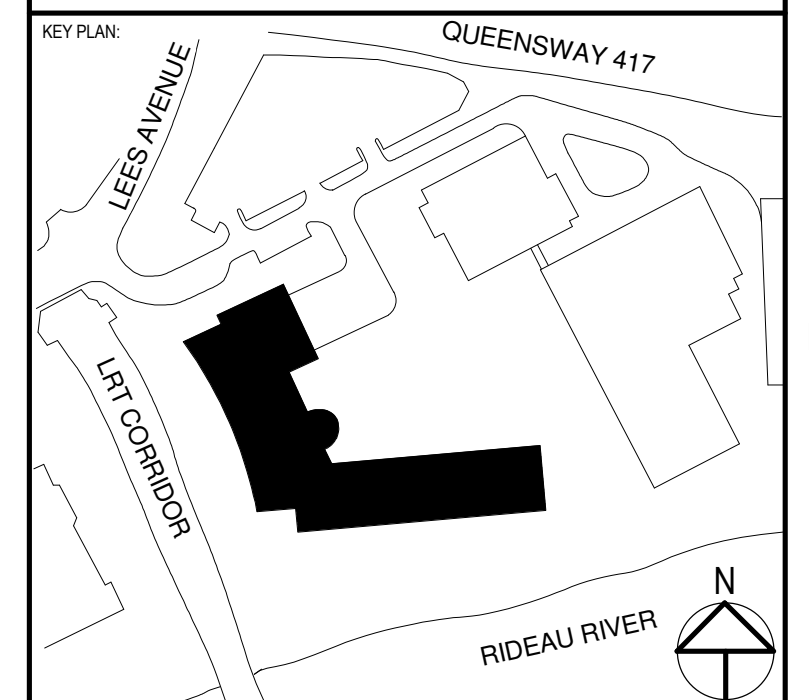 KEY PLAN:
QUEENSWAY 417
LEES AVENUE
LRT CORRIDOR
N
RIDEAU RIVER